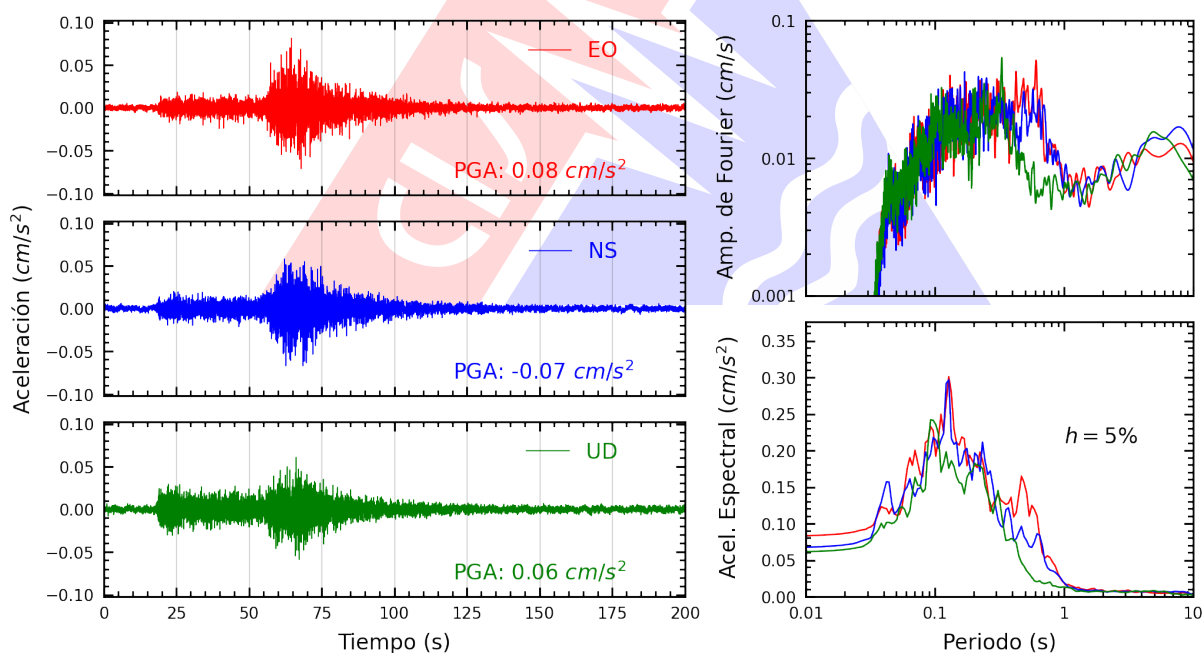 Aceleración (cm/s²)
0.10
0.05
0.00
−0.05
−0.10
EO
PGA: 0.08 cm/s²
0.10
0.05
0.00
−0.05
−0.10
NS
PGA: -0.07 cm/s²
0.10
0.05
0.00
−0.05
−0.10
UD
PGA: 0.06 cm/s²
0 25 50 75 100 125 150 175 200
Tiempo (s)
Amp. de Fourier (cm/s)
0.1
0.01
0.001
Acel. Espectral (cm/s²)
0.35
0.30
0.25
0.20
0.15
0.10
0.05
0.00
h = 5%
0.01 0.1 1 10
Periodo (s)